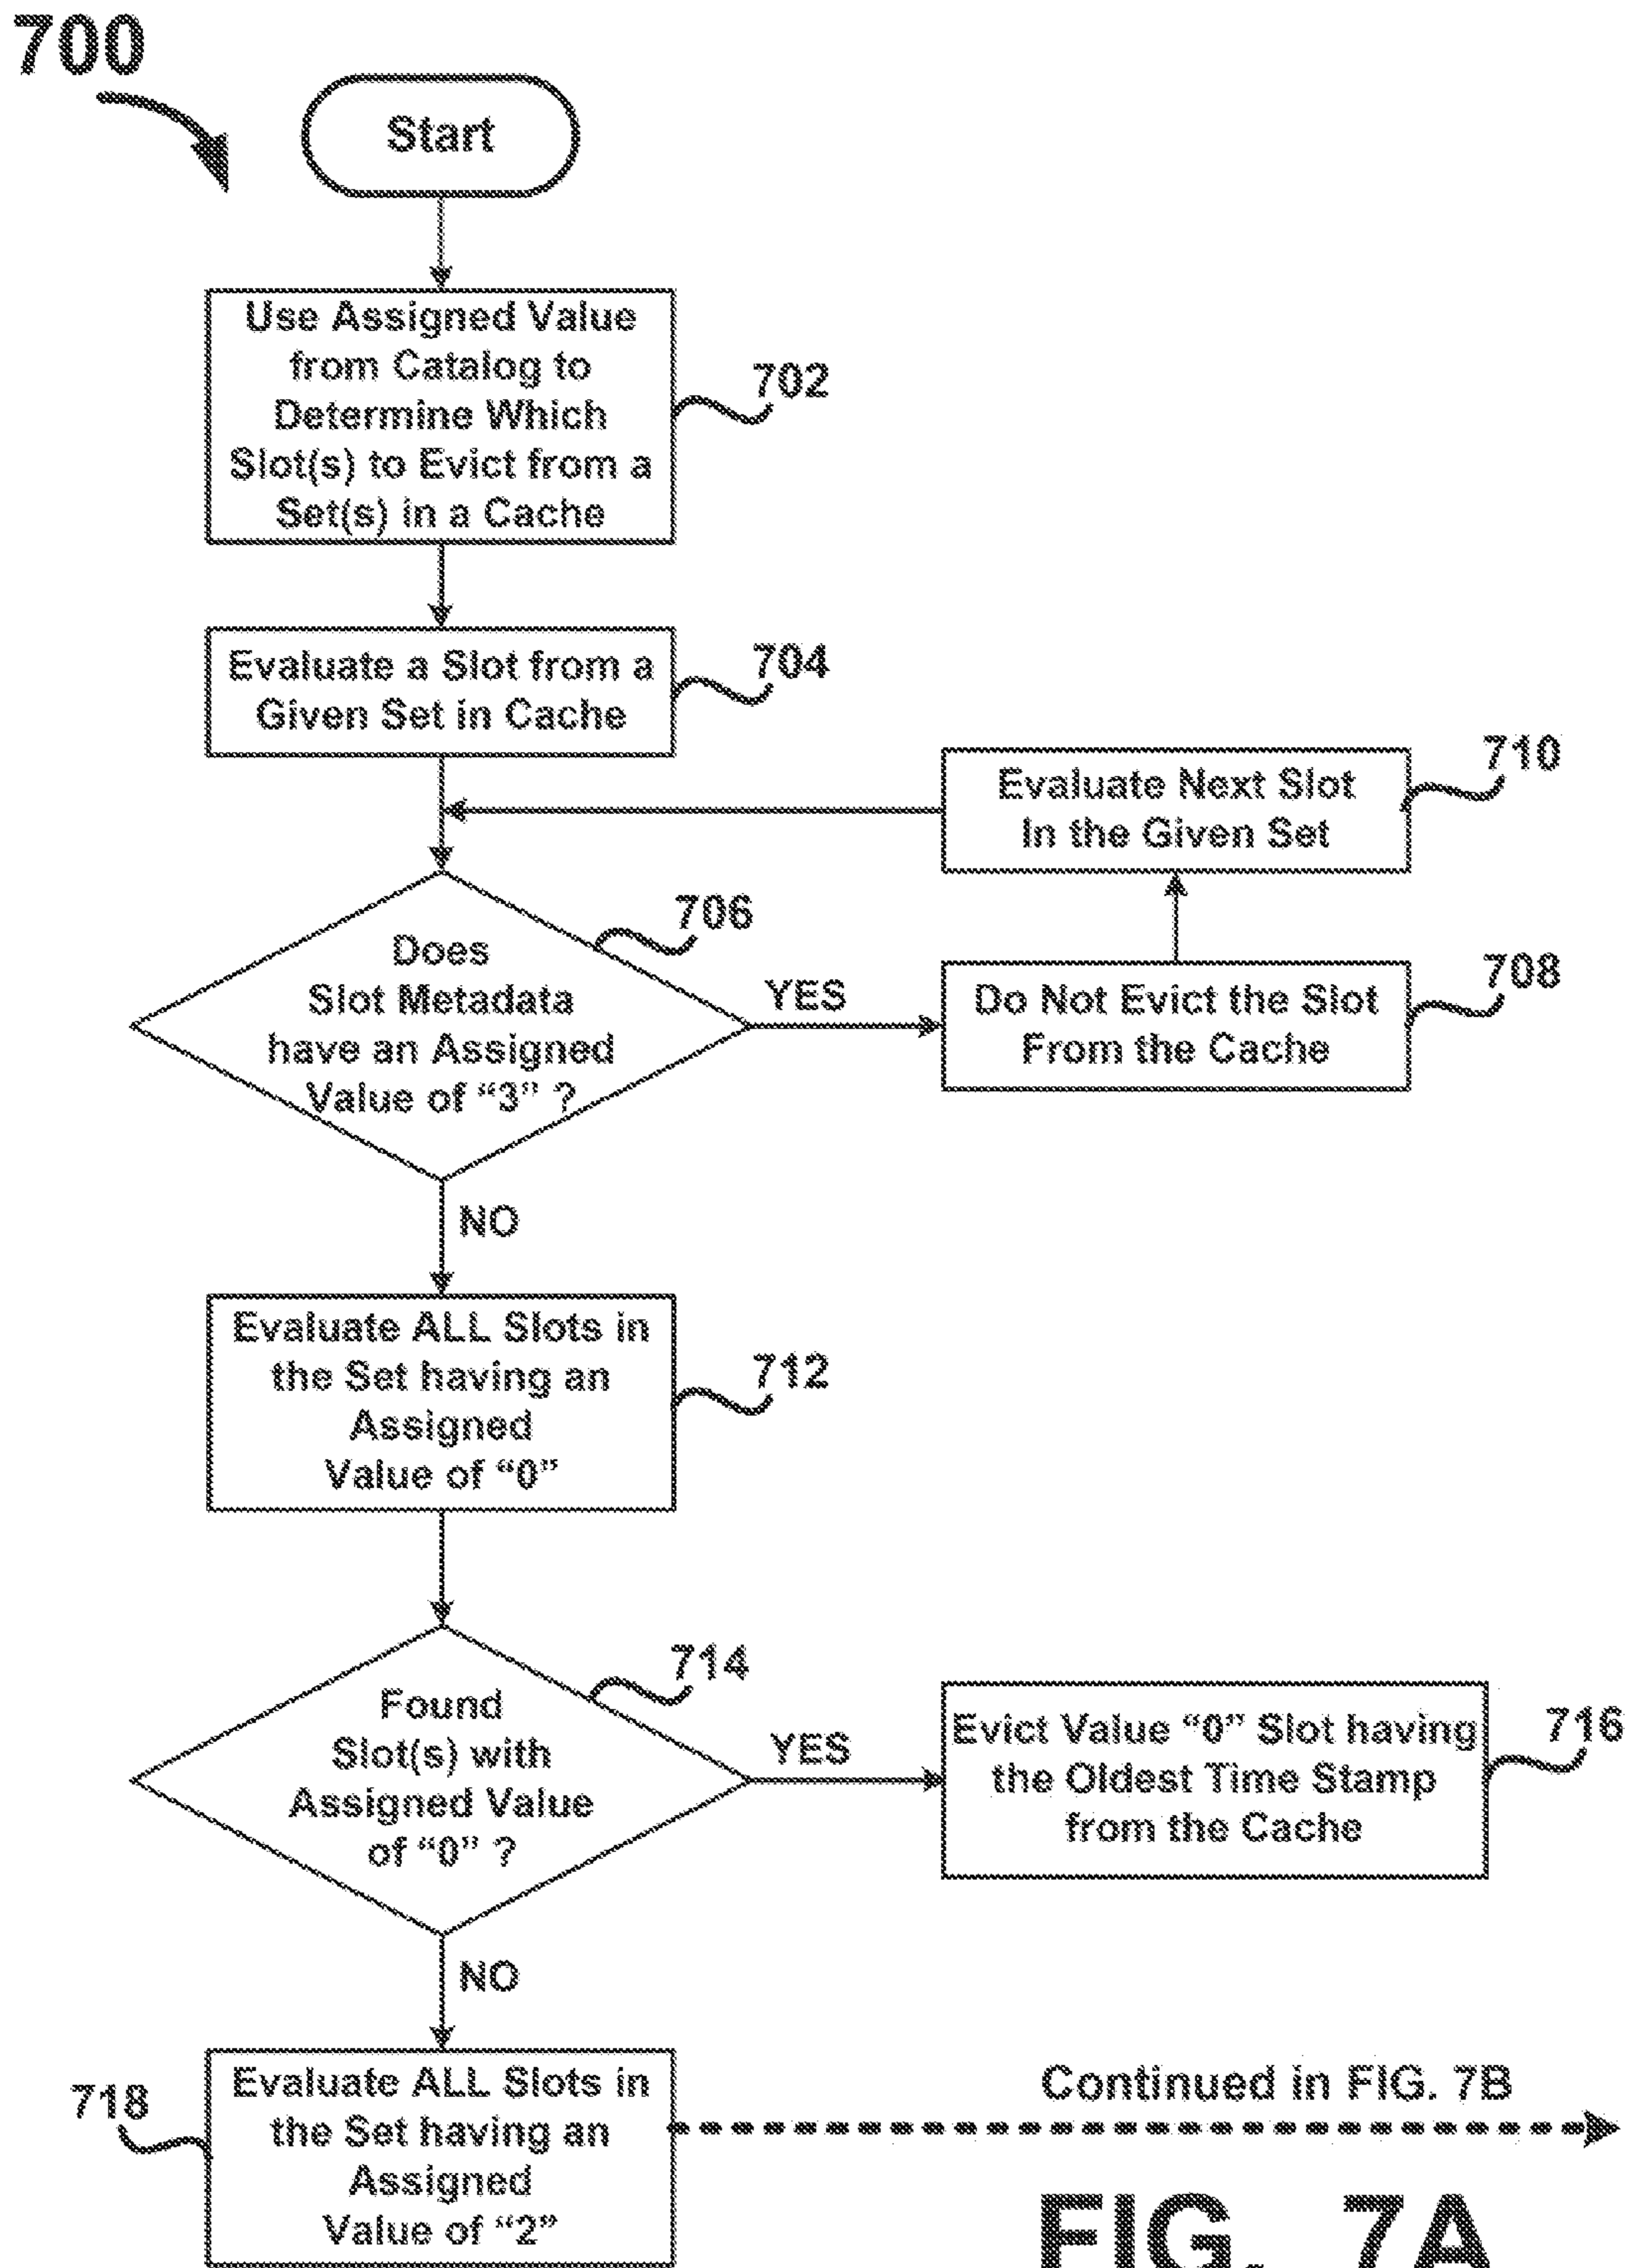 700
Start
Use Assigned Value
from Catalog to
Determine Which
Slot(s) to Evict from a
Set(s) in a Cache
702
Evaluate a Slot from a
Given Set in Cache
704
Evaluate Next Slot
In the Given Set
710
Does
Slot Metadata
have an Assigned
Value of “3” ?
706
YES
Do Not Evict the Slot
From the Cache
708
NO
Evaluate ALL Slots in
the Set having an
Assigned
Value of “0”
712
Found
Slot(s) with
Assigned Value
of “0” ?
714
YES
Evict Value “0” Slot having
the Oldest Time Stamp
from the Cache
716
NO
718
Evaluate ALL Slots in
the Set having an
Assigned
Value of “2”
Continued in FIG. 7B
FIG. 7A